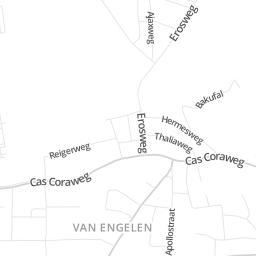 Ajaxweg
Erosweg
Bakufal
Hermesweg
Erosweg
Thaliaweg
Reigerweg
Cas Coraweg
Cas Coraweg
VAN ENGELEN
Apollostraat